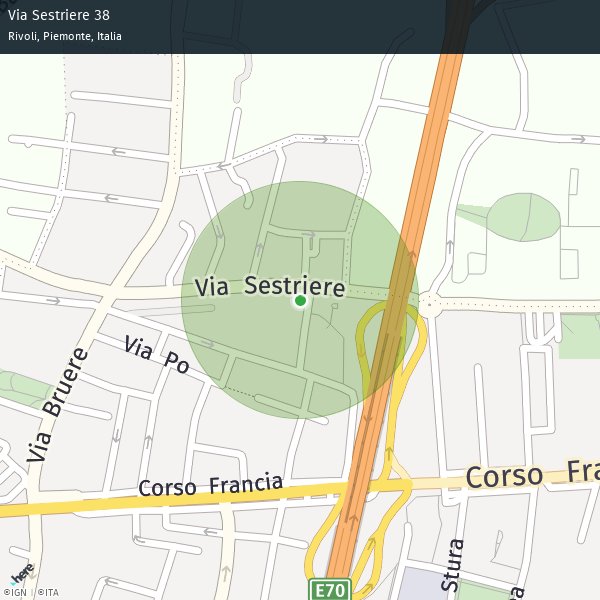 Via Sestriere 38
Rivoli, Piemonte, Italia
Via Sestriere
Via Po
Via Bruere
Corso Francia
Corso Fra
Stura
E70
here
©IGN | ©ITA